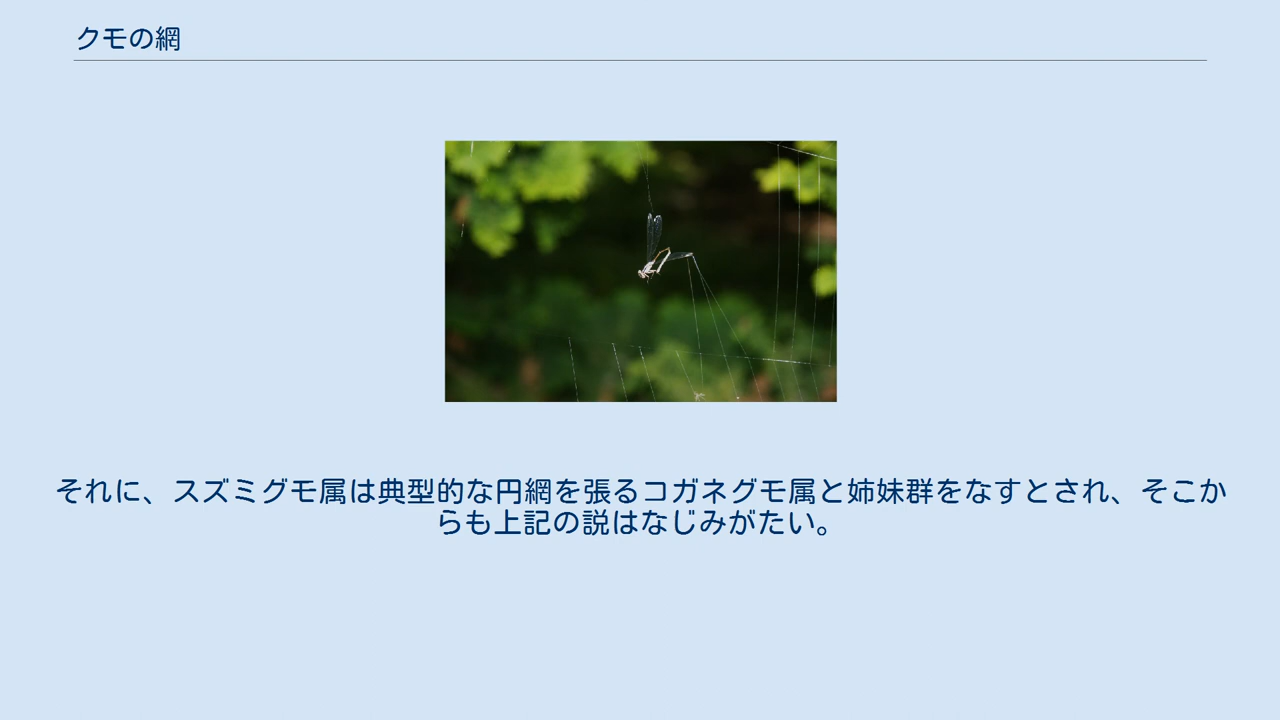 クモの網
それに、スズミグモ属は典型的な円網を張るコガネグモ属と姉妹群をなすとされ、そこか
らも上記の説はなじみがたい。